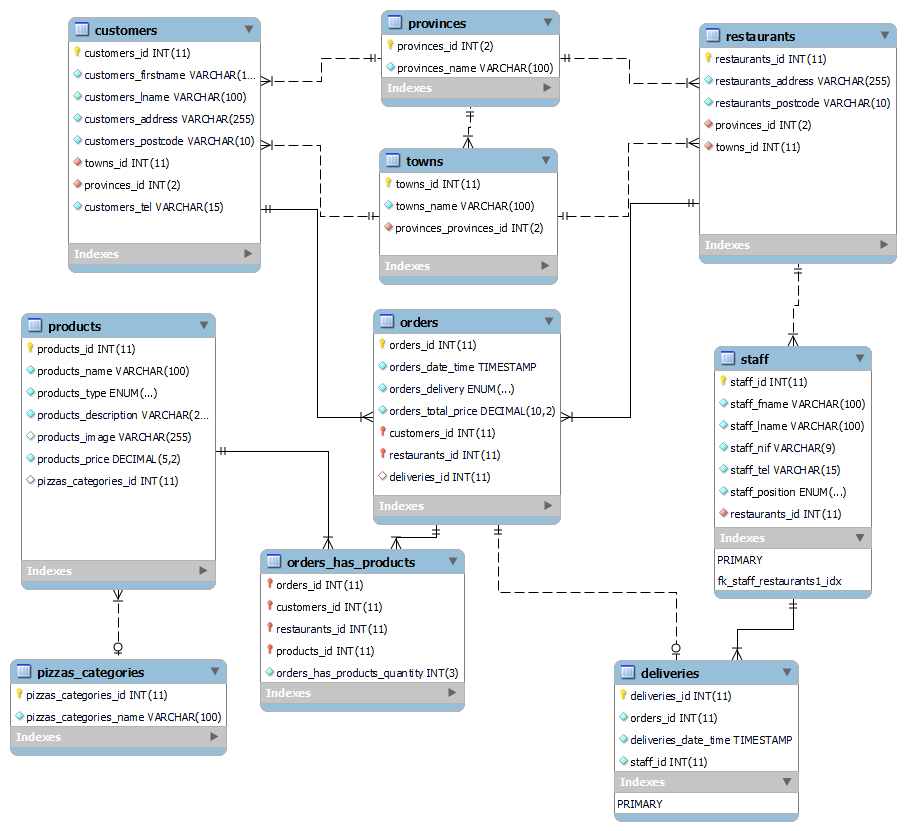 customers
customers_id INT(11)
customers_firstname VARCHAR(1...
customers_lname VARCHAR(100)
customers_address VARCHAR(255)
customers_postcode VARCHAR(10)
towns_id INT(11)
provinces_id INT(2)
customers_tel VARCHAR(15)
Indexes
provinces
provinces_id INT(2)
provinces_name VARCHAR(100)
Indexes
restaurants
restaurants_id INT(11)
restaurants_address VARCHAR(255)
restaurants_postcode VARCHAR(10)
provinces_id INT(2)
towns_id INT(11)
Indexes
towns
towns_id INT(11)
towns_name VARCHAR(100)
provinces_provinces_id INT(2)
Indexes
products
products_id INT(11)
products_name VARCHAR(100)
products_type ENUM(...)
products_description VARCHAR(2...
products_image VARCHAR(255)
products_price DECIMAL(5,2)
pizzas_categories_id INT(11)
Indexes
orders
orders_id INT(11)
orders_date_time TIMESTAMP
orders_delivery ENUM(...)
orders_total_price DECIMAL(10,2)
customers_id INT(11)
restaurants_id INT(11)
deliveries_id INT(11)
Indexes
staff
staff_id INT(11)
staff_fname VARCHAR(100)
staff_lname VARCHAR(100)
staff_nif VARCHAR(9)
staff_tel VARCHAR(15)
staff_position ENUM(...)
restaurants_id INT(11)
Indexes
PRIMARY
fk_staff_restaurants1_idx
orders_has_products
orders_id INT(11)
customers_id INT(11)
restaurants_id INT(11)
products_id INT(11)
orders_has_products_quantity INT(3)
Indexes
pizzas_categories
pizzas_categories_id INT(11)
pizzas_categories_name VARCHAR(100)
Indexes
deliveries
deliveries_id INT(11)
orders_id INT(11)
deliveries_date_time TIMESTAMP
staff_id INT(11)
Indexes
PRIMARY